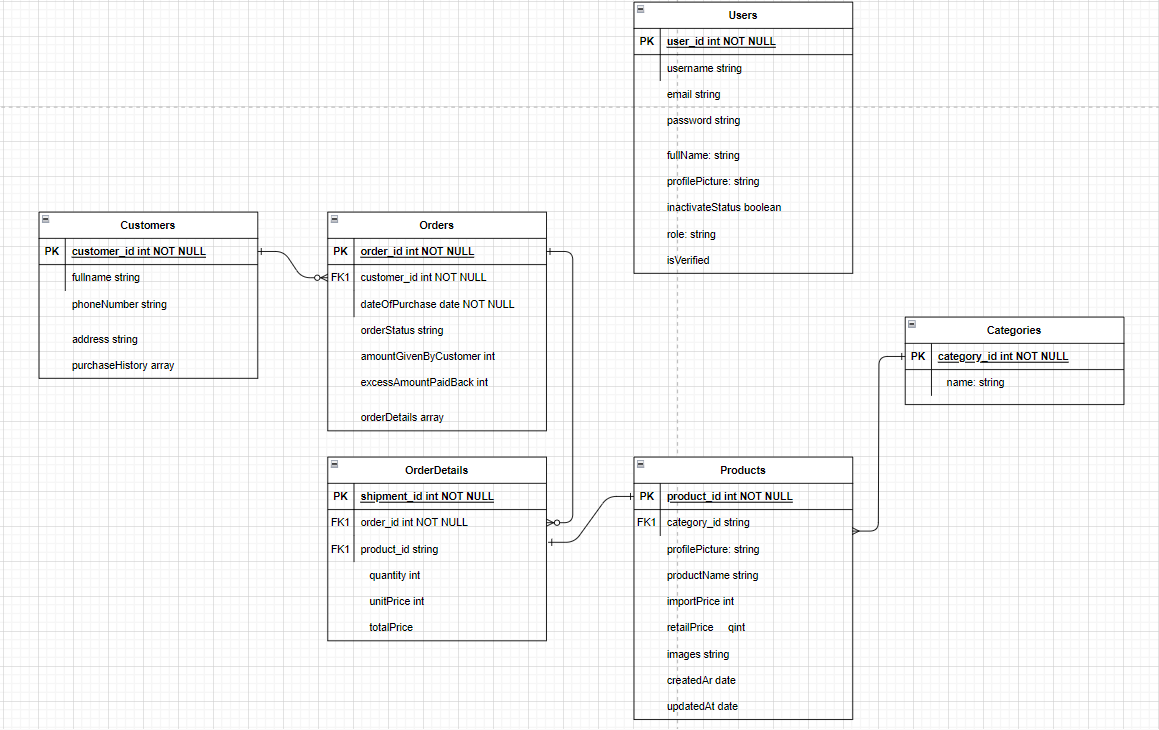 Users
PK user_id int NOT NULL
username string
email string
password string
fullName: string
profilePicture: string
inactivateStatus boolean
role: string
isVerified
Customers
PK customer_id int NOT NULL
fullname string
phoneNumber string
address string
purchaseHistory array
Orders
PK order_id int NOT NULL
FK1 customer_id int NOT NULL
dateOfPurchase date NOT NULL
orderStatus string
amountGivenByCustomer int
excessAmountPaidBack int
orderDetails array
Categories
PK category_id int NOT NULL
name: string
OrderDetails
PK shipment_id int NOT NULL
FK1 order_id int NOT NULL
FK1 product_id string
quantity int
unitPrice int
totalPrice
Products
PK product_id int NOT NULL
FK1 category_id string
profilePicture: string
productName string
importPrice int
retailPrice qint
images string
createdAr date
updatedAt date